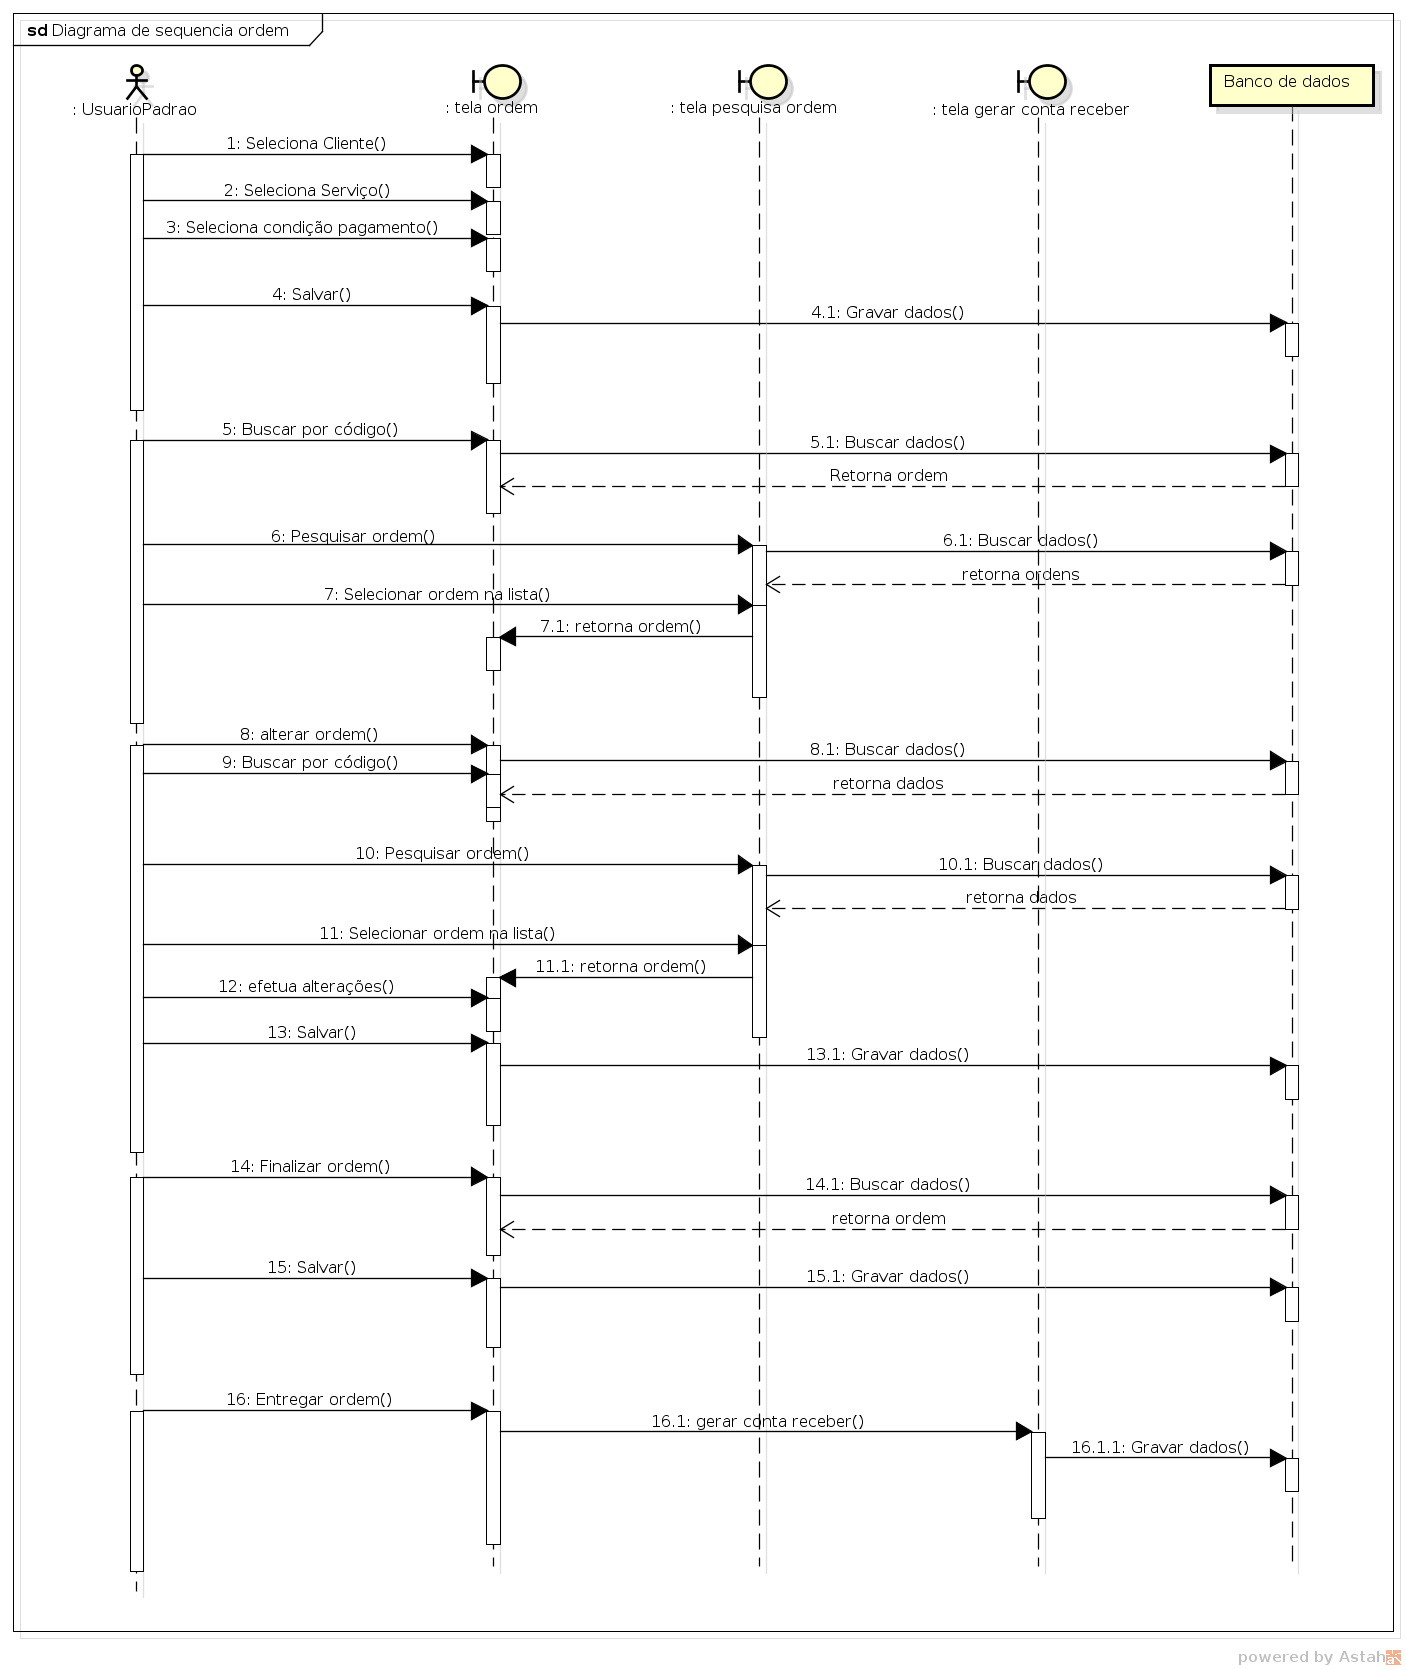 sd Diagrama de sequencia ordem
: UsuarioPadrao
: tela ordem
: tela pesquisa ordem
: tela gerar conta receber
Banco de dados
1: Seleciona Cliente()
2: Seleciona Serviço()
3: Seleciona condição pagamento()
4: Salvar()
4.1: Gravar dados()
5: Buscar por código()
5.1: Buscar dados()
Retorna ordem
6: Pesquisar ordem()
6.1: Buscar dados()
retorna ordens
7: Selecionar ordem na lista()
7.1: retorna ordem()
8: alterar ordem()
8.1: Buscar dados()
9: Buscar por código()
retorna dados
10: Pesquisar ordem()
10.1: Buscar dados()
retorna dados
11: Selecionar ordem na lista()
11.1: retorna ordem()
12: efetua alterações()
13: Salvar()
13.1: Gravar dados()
14: Finalizar ordem()
14.1: Buscar dados()
retorna ordem
15: Salvar()
15.1: Gravar dados()
16: Entregar ordem()
16.1: gerar conta receber()
16.1.1: Gravar dados()
powered by Astah